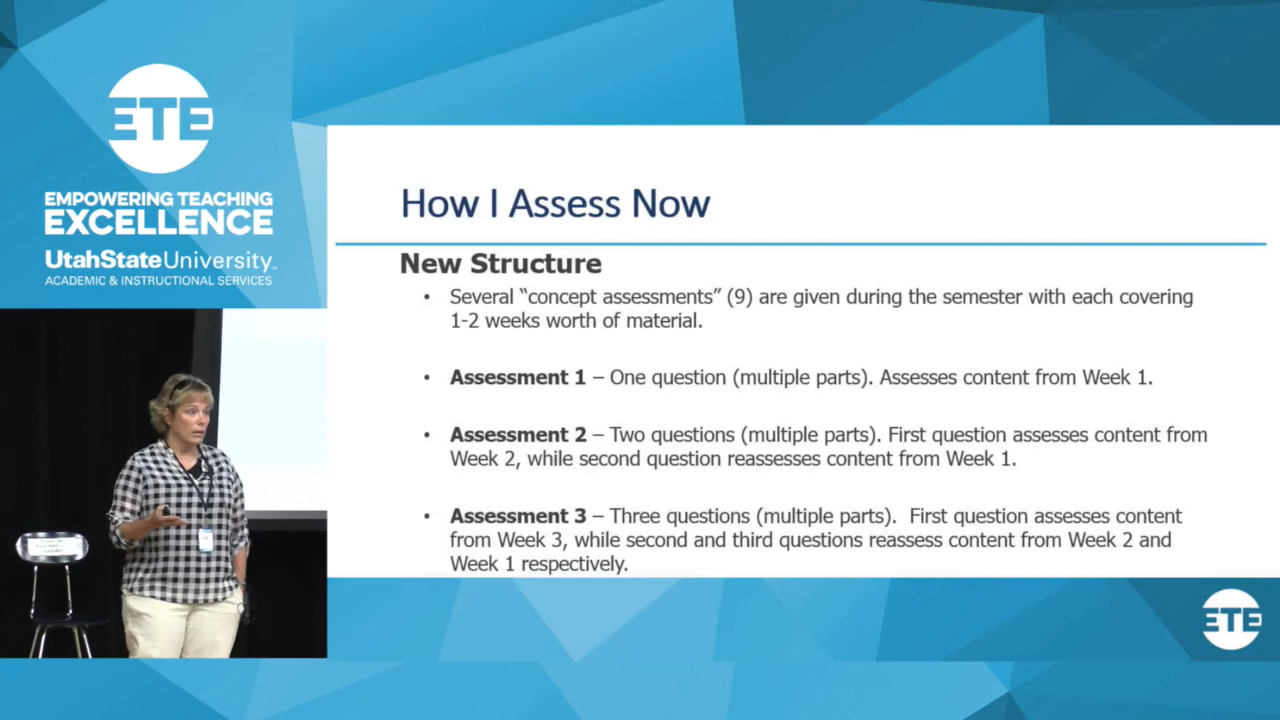 ETE
EMPOWERING TEACHING
EXCELLENCE
UtahState University™
ACADEMIC & INSTRUCTIONAL SERVICES
How I Assess Now
New Structure
• Several “concept assessments” (9) are given during the semester with each covering
1-2 weeks worth of material.
• Assessment 1 – One question (multiple parts). Assesses content from Week 1.
• Assessment 2 – Two questions (multiple parts). First question assesses content from
Week 2, while second question reassesses content from Week 1.
• Assessment 3 – Three questions (multiple parts). First question assesses content
from Week 3, while second and third questions reassess content from Week 2 and
Week 1 respectively.
ETE